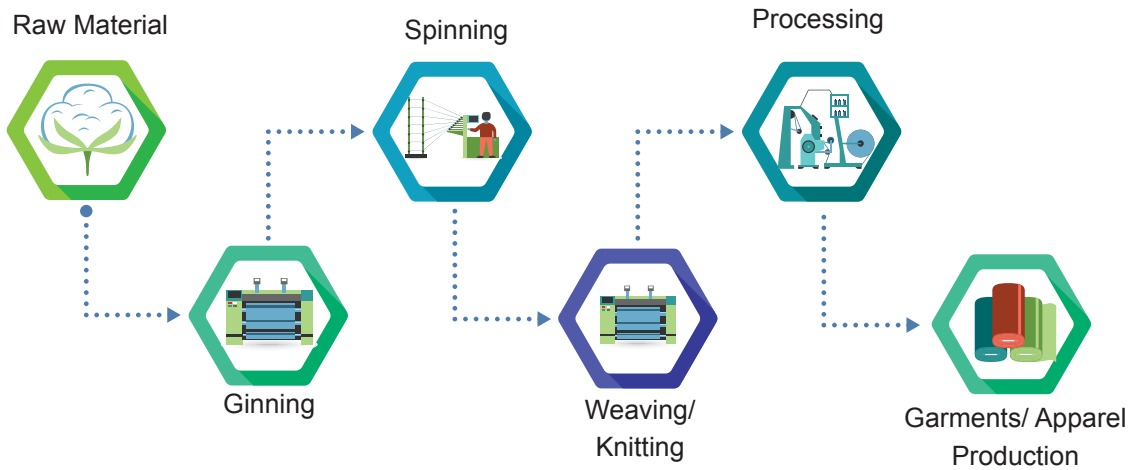 Raw Material
Ginning
Spinning
Weaving/
Knitting
Processing
Garments/ Apparel
Production